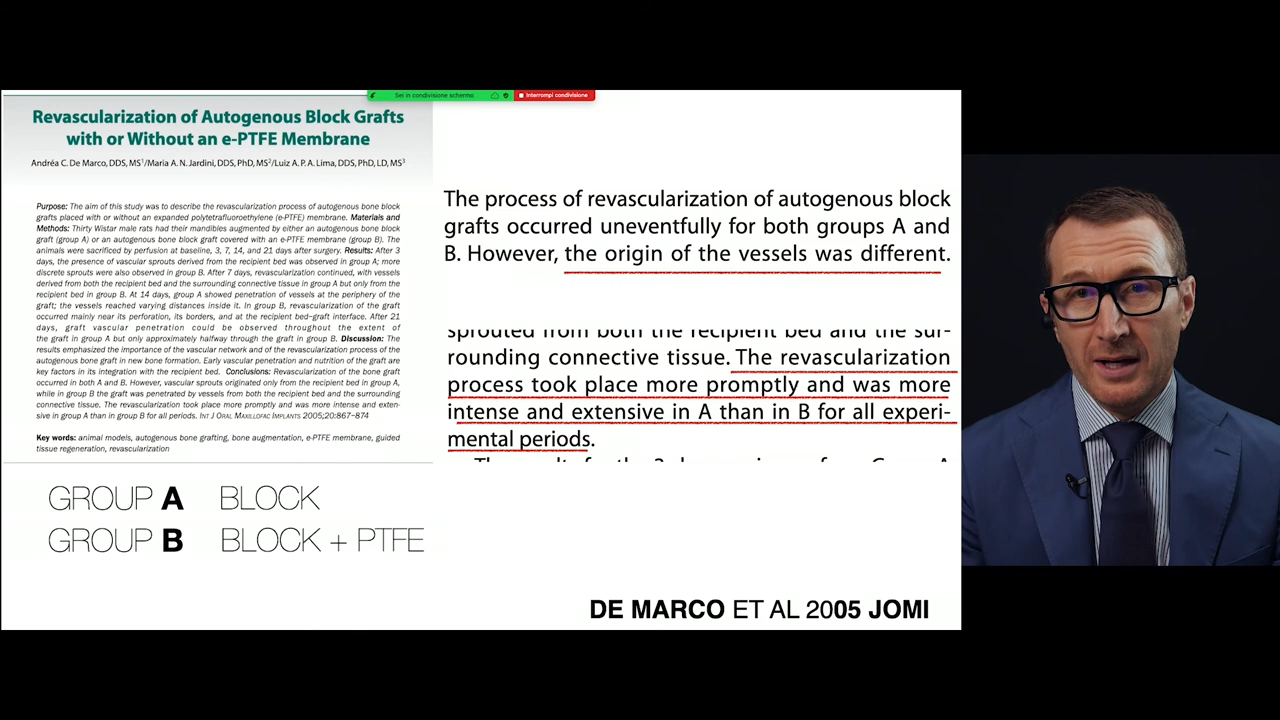 Sei in condivisione schermo
Interrompi condivisione
Revascularization of Autogenous Block Grafts
with or Without an e-PTFE Membrane
Andréa C. De Marco, DDS, MS1/Maria A. N. Jardini, DDS, PhD, MS2/Luiz A. P. A. Lima, DDS, PhD, LD, MS3
Purpose: The aim of this study was to describe the revascularization process of autogenous bone block
grafts placed with or without an expanded polytetrafluoroethylene (e-PTFE) membrane. Materials and
Methods: Thirty Wistar male rats had their mandibles augmented by either an autogenous bone block
graft (group A) or an autogenous bone block graft covered with an e-PTFE membrane (group B). The
animals were sacrificed by perfusion at baseline, 3, 7, 14, and 21 days after surgery. Results: After 3
days, the presence of vascular sprouts derived from the recipient bed was observed in group A; more
discrete sprouts were also observed in group B. After 7 days, revascularization continued, with vessels
derived from both the recipient bed and the surrounding connective tissue in group A but only from the
recipient bed in group B. At 14 days, group A showed penetration of vessels at the periphery of the
graft; the vessels reached varying distances inside it. In group B, revascularization of the graft
occurred mainly near its perforation, its borders, and at the recipient bed–graft interface. After 21
days, graft vascular penetration could be observed throughout the extent of
the graft in group A but only approximately halfway through the graft in group B. Discussion: The
results emphasized the importance of the vascular network and of the revascularization process of the
autogenous bone graft in new bone formation. Early vascular penetration and nutrition of the graft are
key factors in its integration with the recipient bed. Conclusions: Revascularization of the bone graft
occurred in both A and B. However, vascular sprouts originated only from the recipient bed in group A,
while in group B the graft was penetrated by vessels from both the recipient bed and the surrounding
connective tissue. The revascularization took place more promptly and was more intense and exten-
sive in group A than in group B for all periods. INT J ORAL MAXILLOFAC IMPLANTS 2005;20:867–874
Key words: animal models, autogenous bone grafting, bone augmentation, e-PTFE membrane, guided
tissue regeneration, revascularization
GROUP A BLOCK
GROUP B BLOCK + PTFE
The process of revascularization of autogenous block
grafts occurred uneventfully for both groups A and
B. However, the origin of the vessels was different.
sprouted from both the recipient bed and the sur-
rounding connective tissue. The revascularization
process took place more promptly and was more
intense and extensive in A than in B for all experi-
mental periods.
DE MARCO ET AL 2005 JOMI